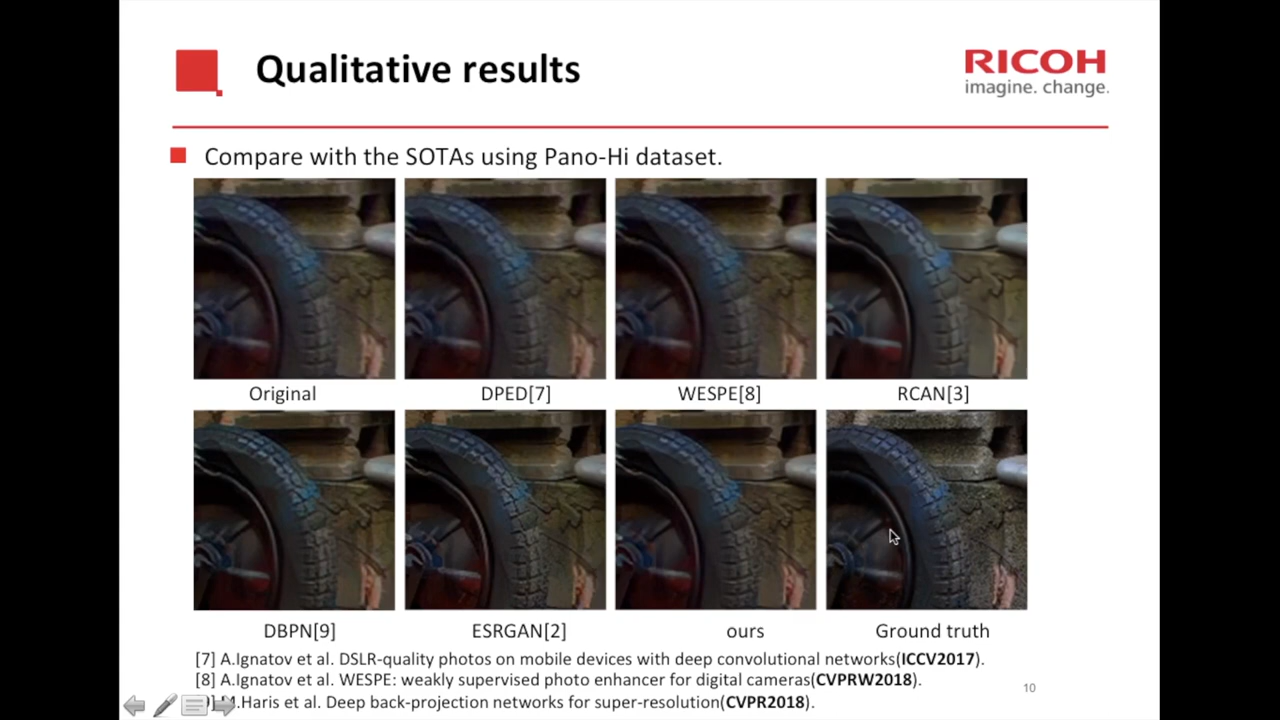 Qualitative results
RICOH
imagine. change.
Compare with the SOTAs using Pano-Hi dataset.
Original DPED[7] WESPE[8] RCAN[3]
DBPN[9] ESRGAN[2] ours Ground truth
[7] A.Ignatov et al. DSLR-quality photos on mobile devices with deep convolutional networks(ICCV2017).
[8] A.Ignatov et al. WESPE: weakly supervised photo enhancer for digital cameras(CVPRW2018).
.Haris et al. Deep back-projection networks for super-resolution(CVPR2018).
10